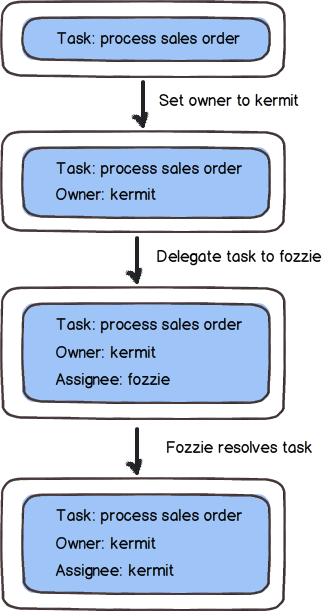 Task: process sales order
Set owner to kermit
Task: process sales order
Owner: kermit
Delegate task to fozzie
Task: process sales order
Owner: kermit
Assignee: fozzie
Fozzie resolves task
Task: process sales order
Owner: kermit
Assignee: kermit